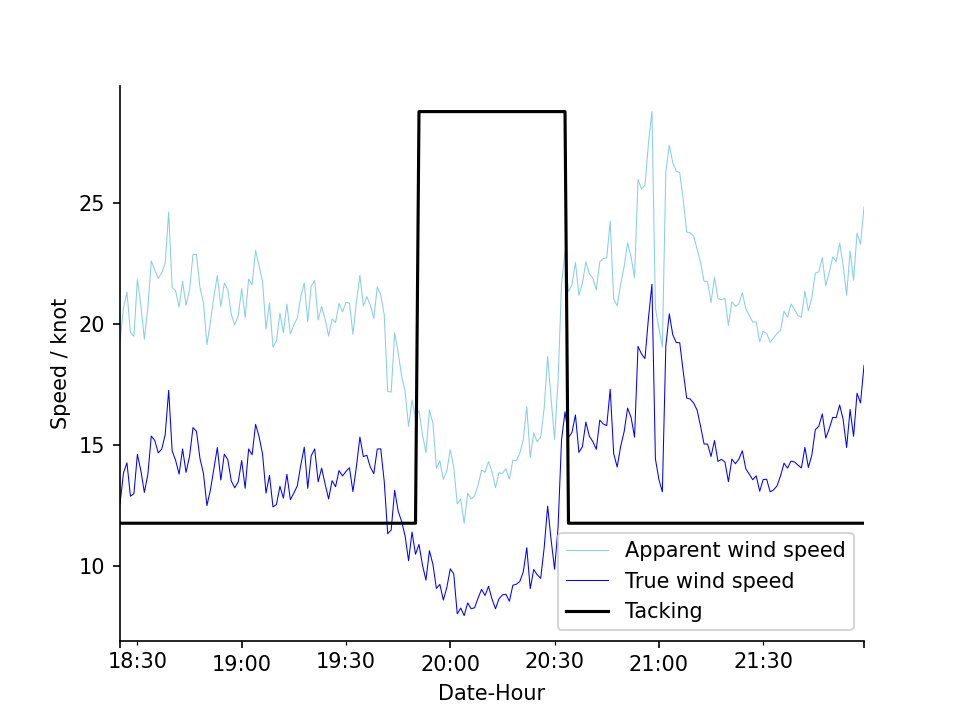 25
20
15
10
Speed / knot
18:30
19:00
19:30
20:00
20:30
21:00
21:30
Date-Hour
Apparent wind speed
True wind speed
Tacking